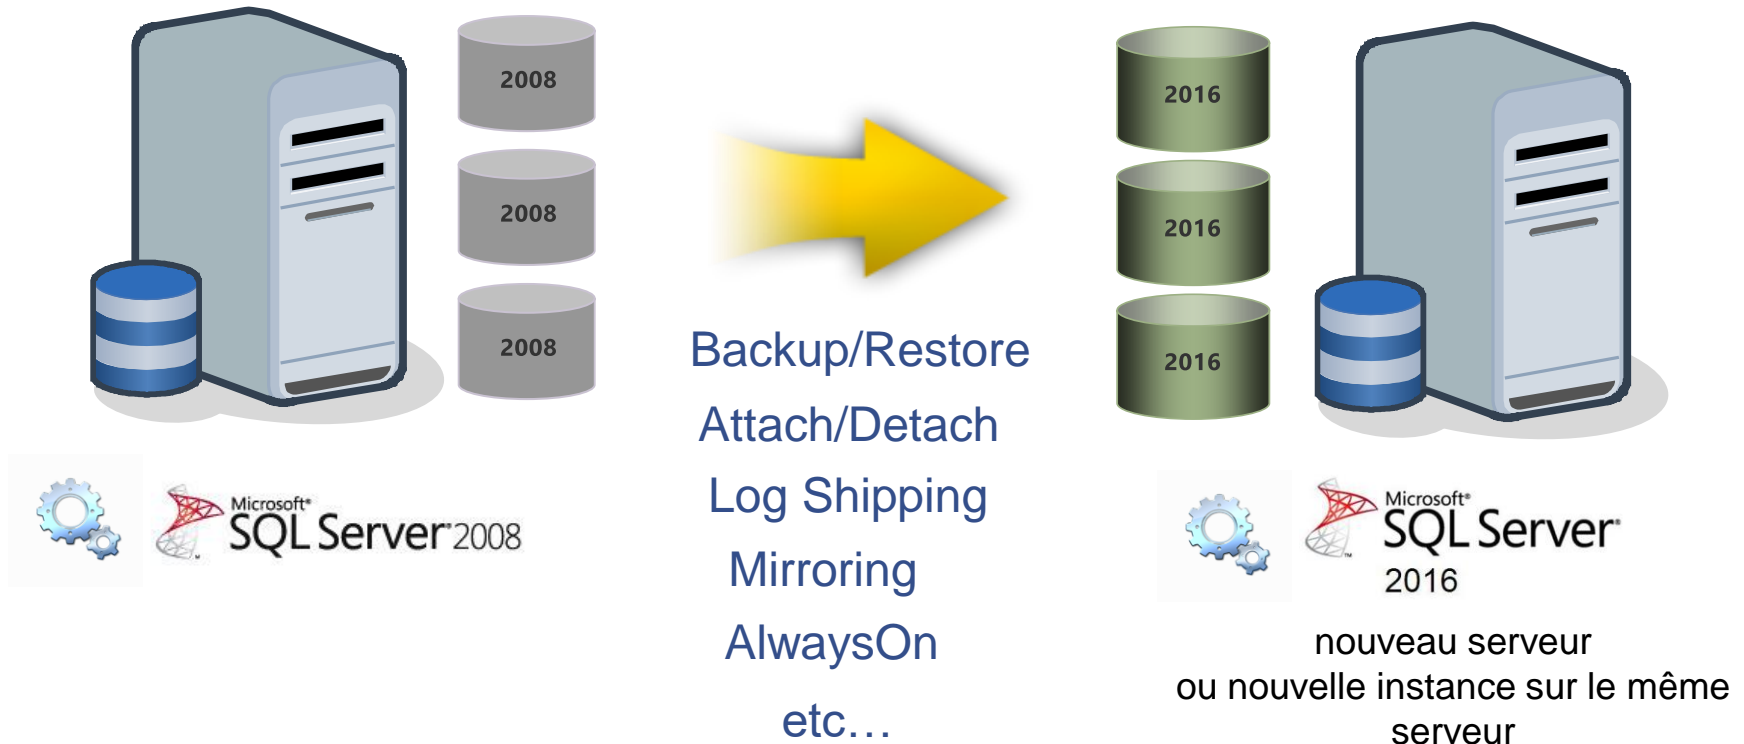 2008
2008
2008
Microsoft®
SQL Server® 2008
Backup/Restore
Attach/Detach
Log Shipping
Mirroring
AlwaysOn
etc…
2016
2016
2016
Microsoft®
SQL Server®
2016
nouveau serveur
ou nouvelle instance sur le même
serveur